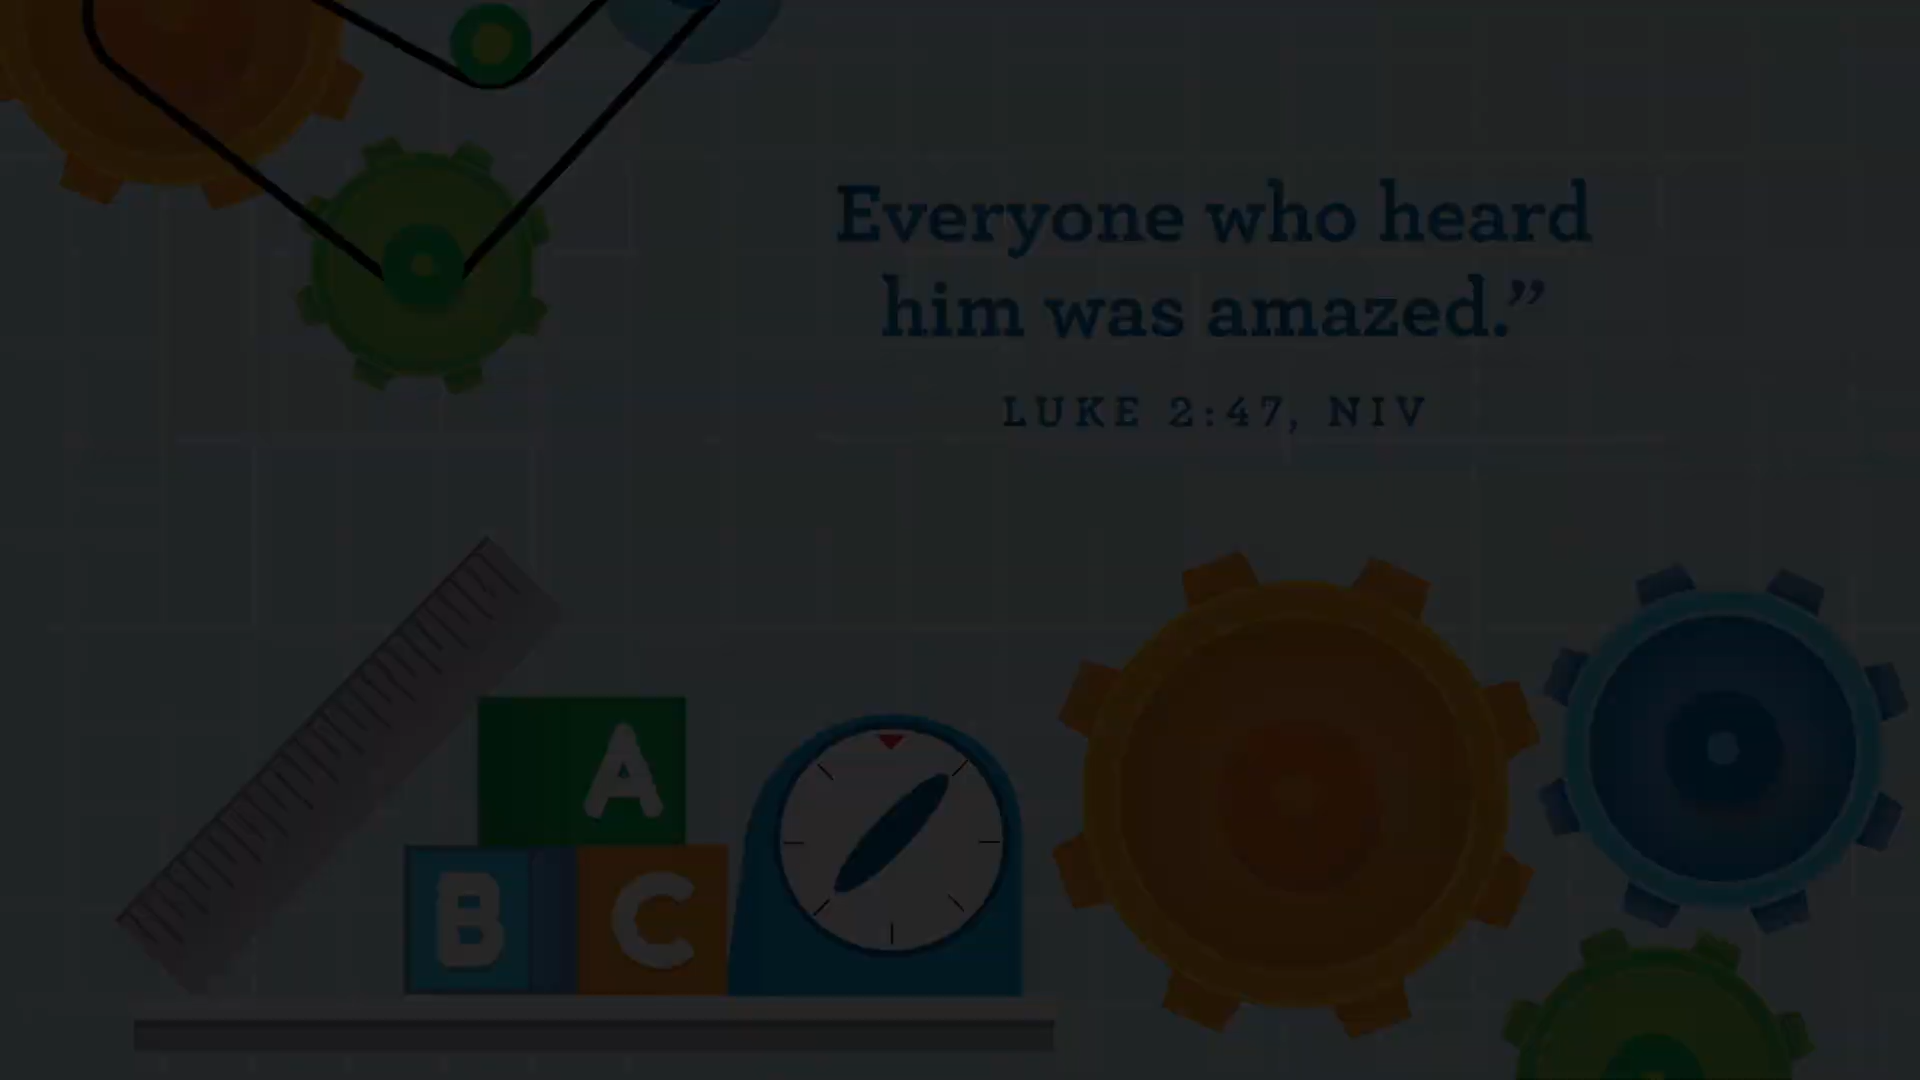 Everyone who heard
him was amazed.”
LUKE 2:47, NIV
A
B C